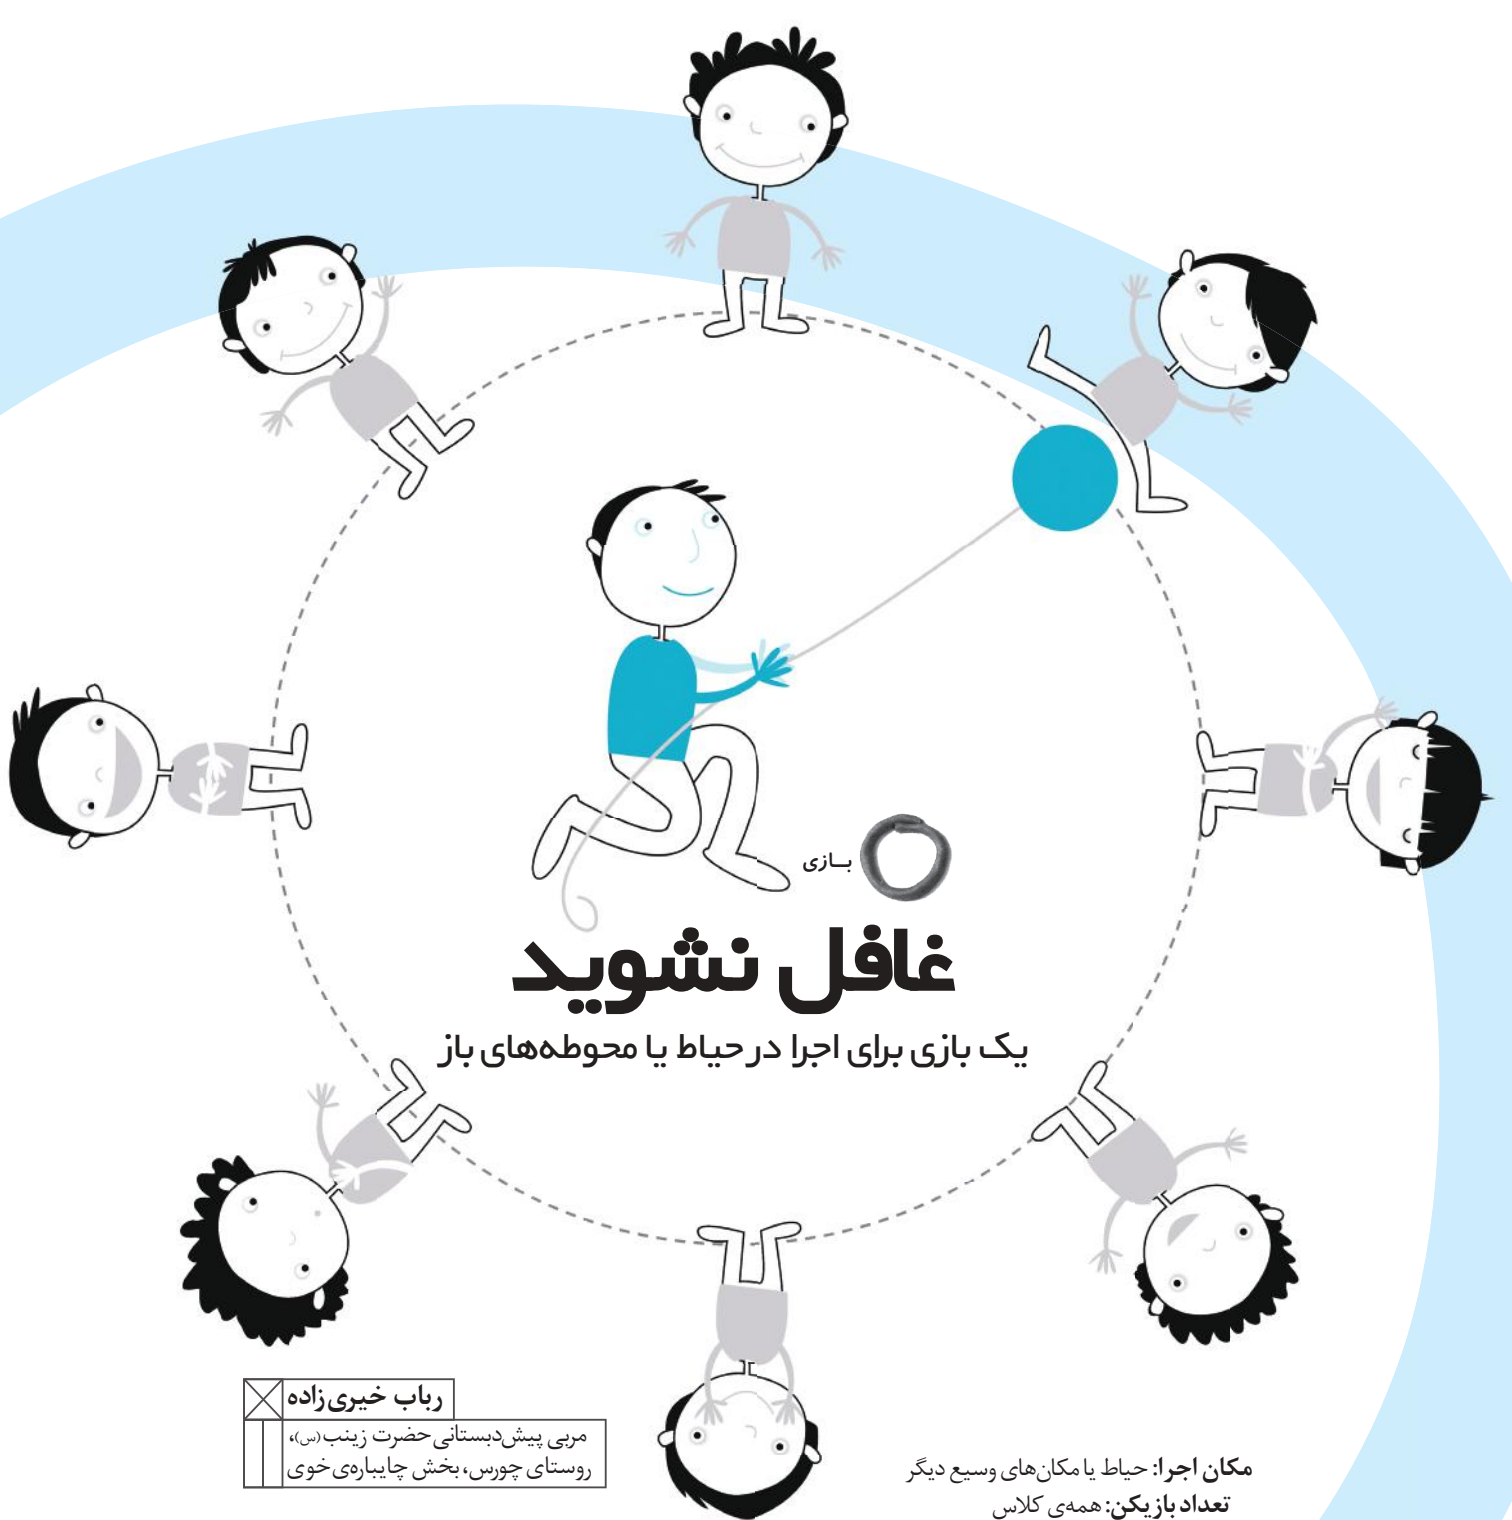 بــازی
غافل نشوید
یک بازی برای اجرا در حیاط یا محوطه‌های باز
رباب خیری‌زاده
مربی پیش‌دبستانی حضرت زینب (س)،
روستای چورس، بخش چایپاره‌ی خوی
مکان اجرا: حیاط یا مکان‌های وسیع دیگر
تعداد بازیکن: همه‌ی کلاس